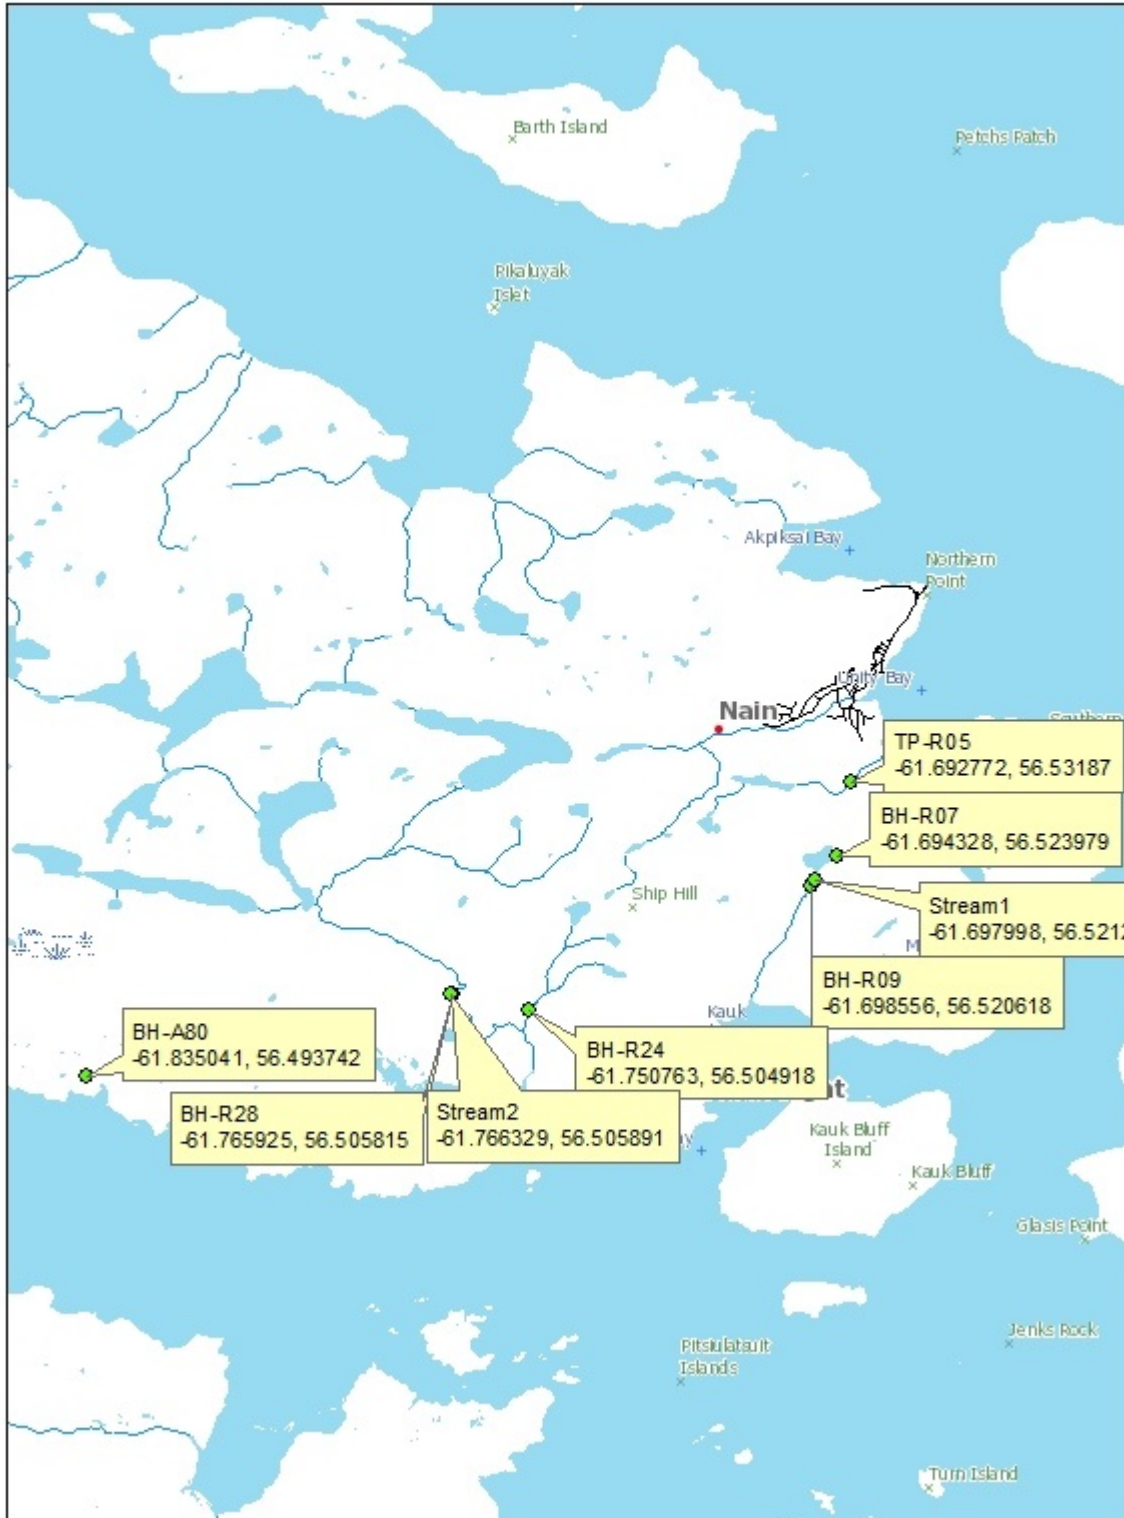 Barth Island
Petchs Patch
Pikaluyak
Islet
Akpiksai Bay
Northern
Point
Unity Bay
Nain
TP-R05
-61.692772, 56.53187
BH-R07
-61.694328, 56.523979
Ship Hill
Stream1
-61.697998, 56.5212
BH-R09
-61.698556, 56.520618
Kauk
BH-A80
-61.835041, 56.493742
BH-R24
-61.750763, 56.504918
BH-R28
-61.765925, 56.505815
Stream2
-61.766329, 56.505891
Kauk Bluff
Island
Kauk Bluff
Glasis Point
Jenks Rock
Pitsiulatsuit
Islands
Turn Island